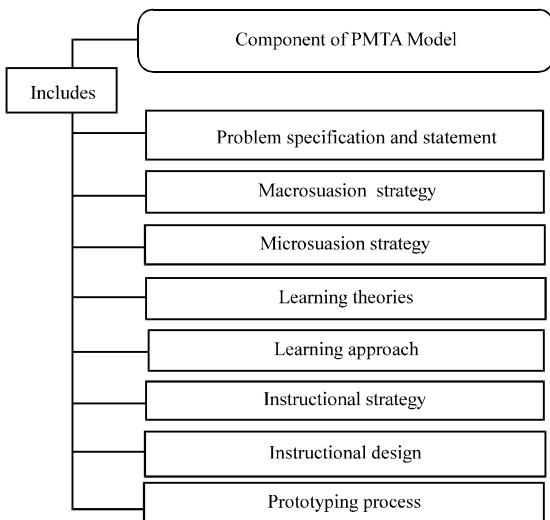 Component of PMTA Model
Includes
Problem specification and statement
Macrosuasion strategy
Microsuasion strategy
Learning theories
Learning approach
Instructional strategy
Instructional design
Prototyping process